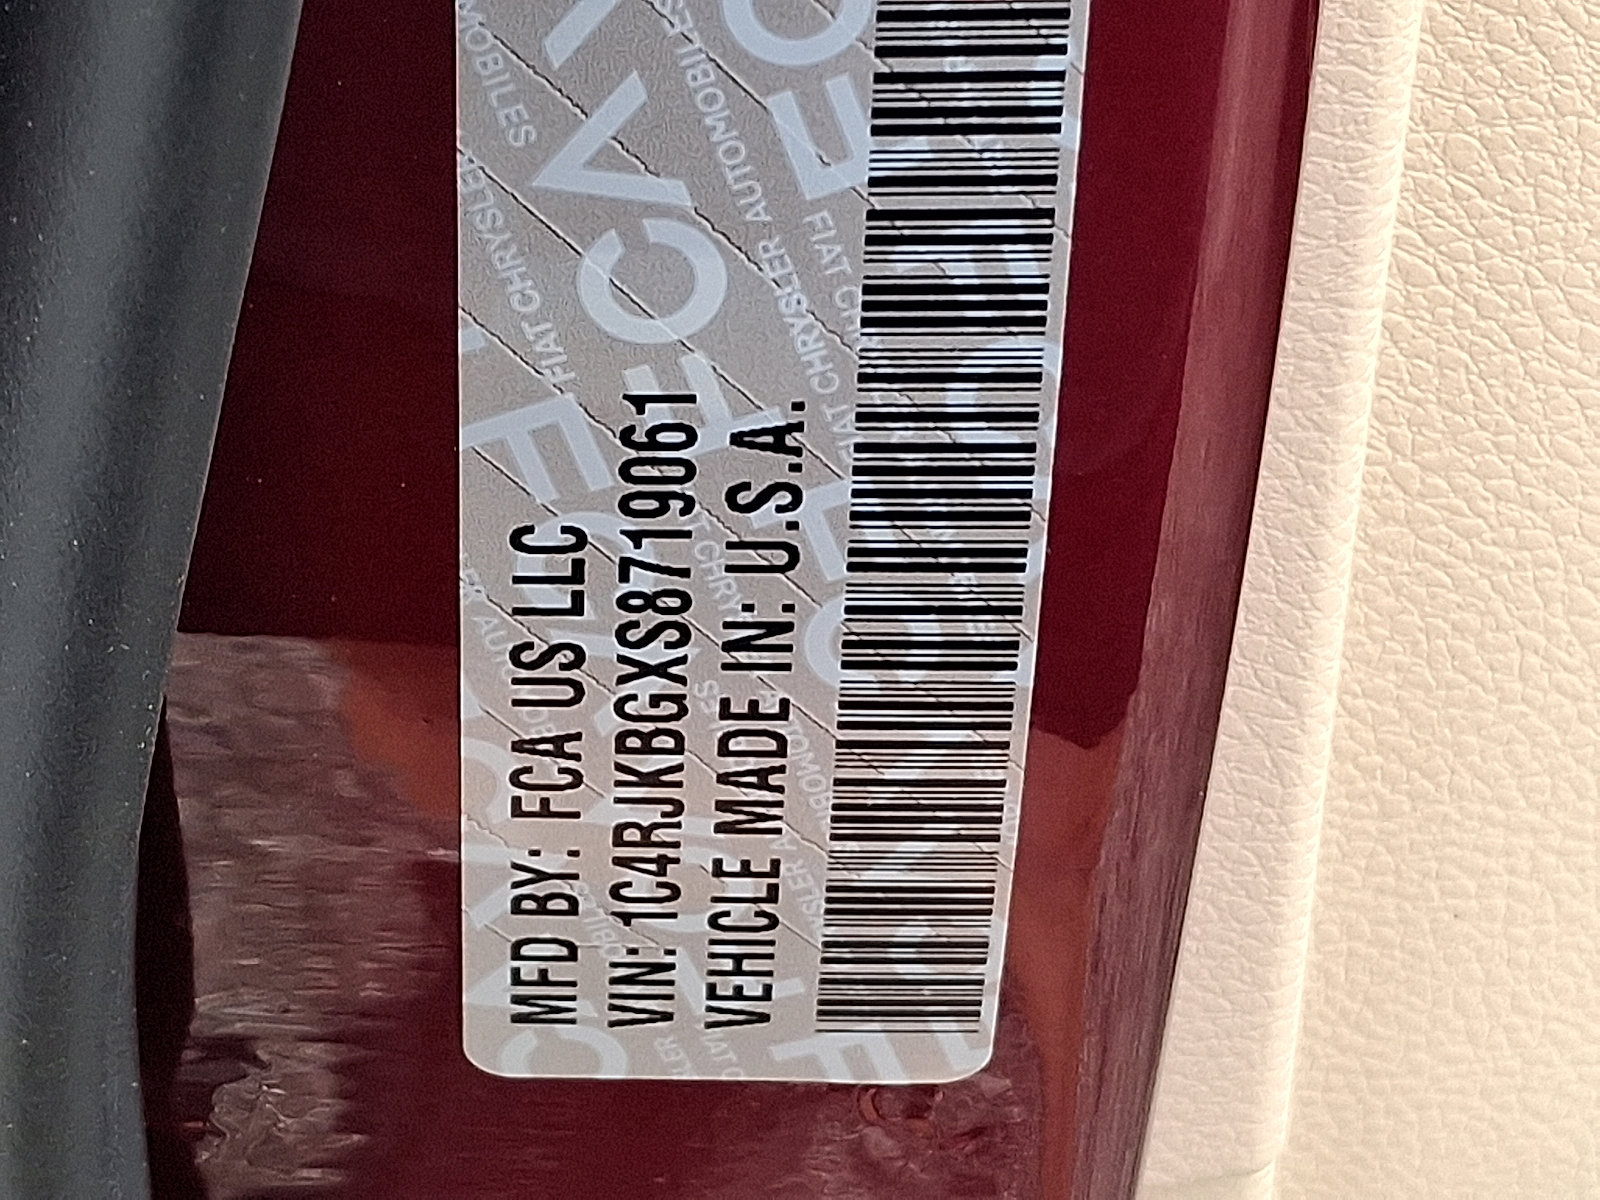 MFD BY: FCA US LLC
VIN: 1C4RJKBGXS8719061
VEHICLE MADE IN: U.S.A.